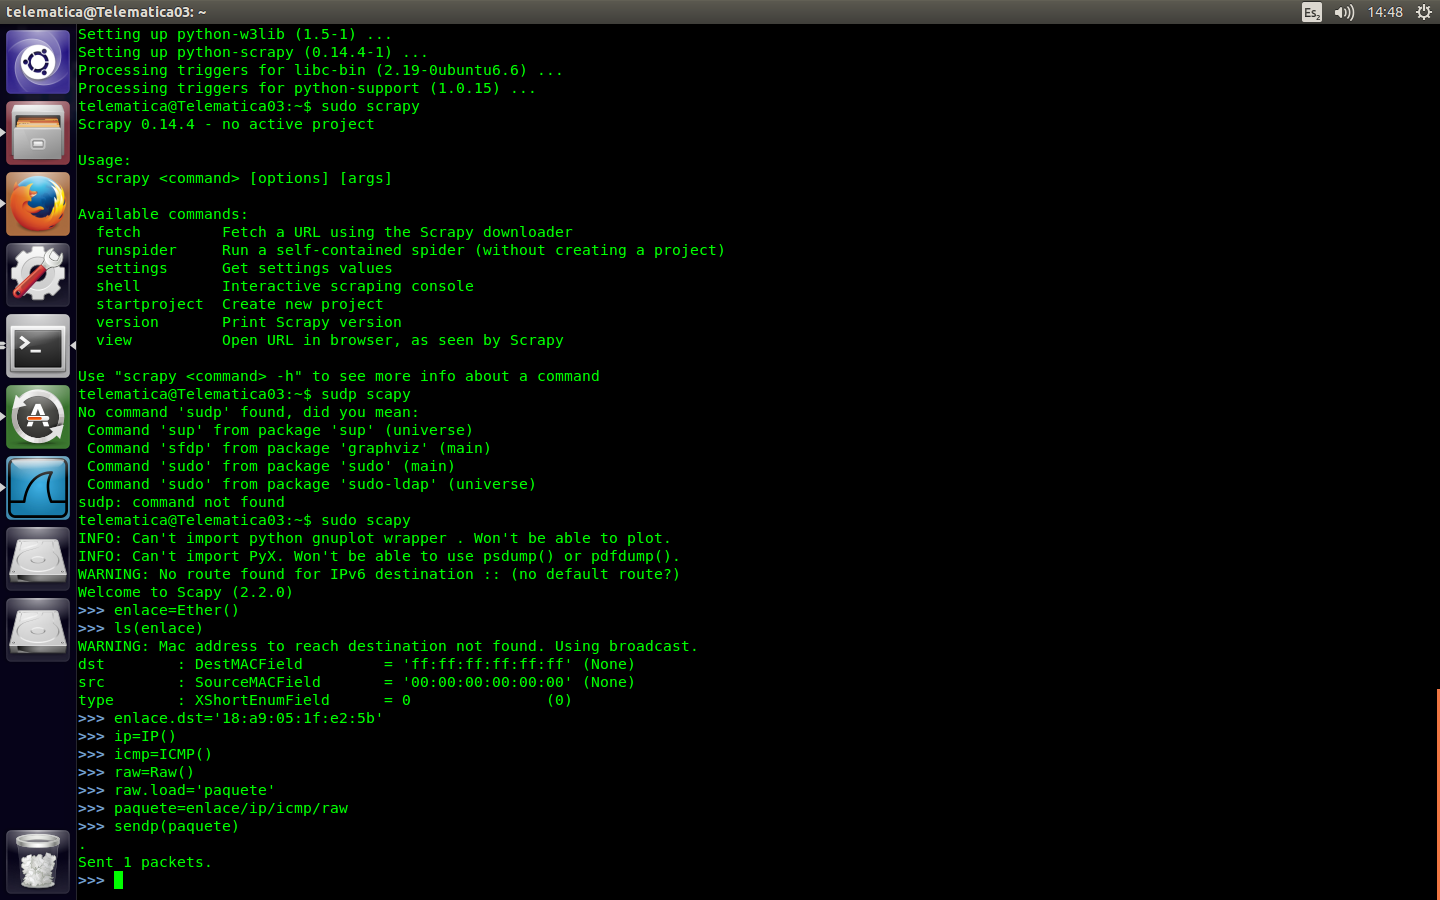 telematica@Telematica03: ~
Es2
14:48
Setting up python-w3lib (1.5-1) ...
Setting up python-scrapy (0.14.4-1) ...
Processing triggers for libc-bin (2.19-0ubuntu6.6) ...
Processing triggers for python-support (1.0.15) ...
telematica@Telematica03:~$ sudo scrapy
Scrapy 0.14.4 - no active project
Usage:
  scrapy <command> [options] [args]
Available commands:
  fetch         Fetch a URL using the Scrapy downloader
  runspider     Run a self-contained spider (without creating a project)
  settings      Get settings values
  shell         Interactive scraping console
  startproject  Create new project
  version       Print Scrapy version
  view          Open URL in browser, as seen by Scrapy
Use "scrapy <command> -h" to see more info about a command
telematica@Telematica03:~$ sudp scapy
No command 'sudp' found, did you mean:
 Command 'sup' from package 'sup' (universe)
 Command 'sfdp' from package 'graphviz' (main)
 Command 'sudo' from package 'sudo' (main)
 Command 'sudo' from package 'sudo-ldap' (universe)
sudp: command not found
telematica@Telematica03:~$ sudo scapy
INFO: Can't import python gnuplot wrapper . Won't be able to plot.
INFO: Can't import PyX. Won't be able to use psdump() or pdfdump().
WARNING: No route found for IPv6 destination :: (no default route?)
Welcome to Scapy (2.2.0)
>>> enlace=Ether()
>>> ls(enlace)
WARNING: Mac address to reach destination not found. Using broadcast.
dst        : DestMACField         = 'ff:ff:ff:ff:ff:ff' (None)
src        : SourceMACField       = '00:00:00:00:00:00' (None)
type       : XShortEnumField      = 0               (0)
>>> enlace.dst='18:a9:05:1f:e2:5b'
>>> ip=IP()
>>> icmp=ICMP()
>>> raw=Raw()
>>> raw.load='paquete'
>>> paquete=enlace/ip/icmp/raw
>>> sendp(paquete)
.
Sent 1 packets.
>>>